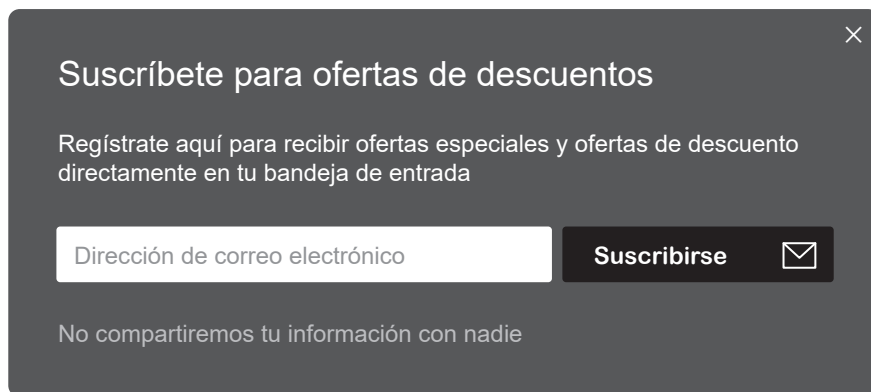 Suscríbete para ofertas de descuentos
Regístrate aquí para recibir ofertas especiales y ofertas de descuento
directamente en tu bandeja de entrada
Dirección de correo electrónico
Suscribirse
No compartiremos tu información con nadie